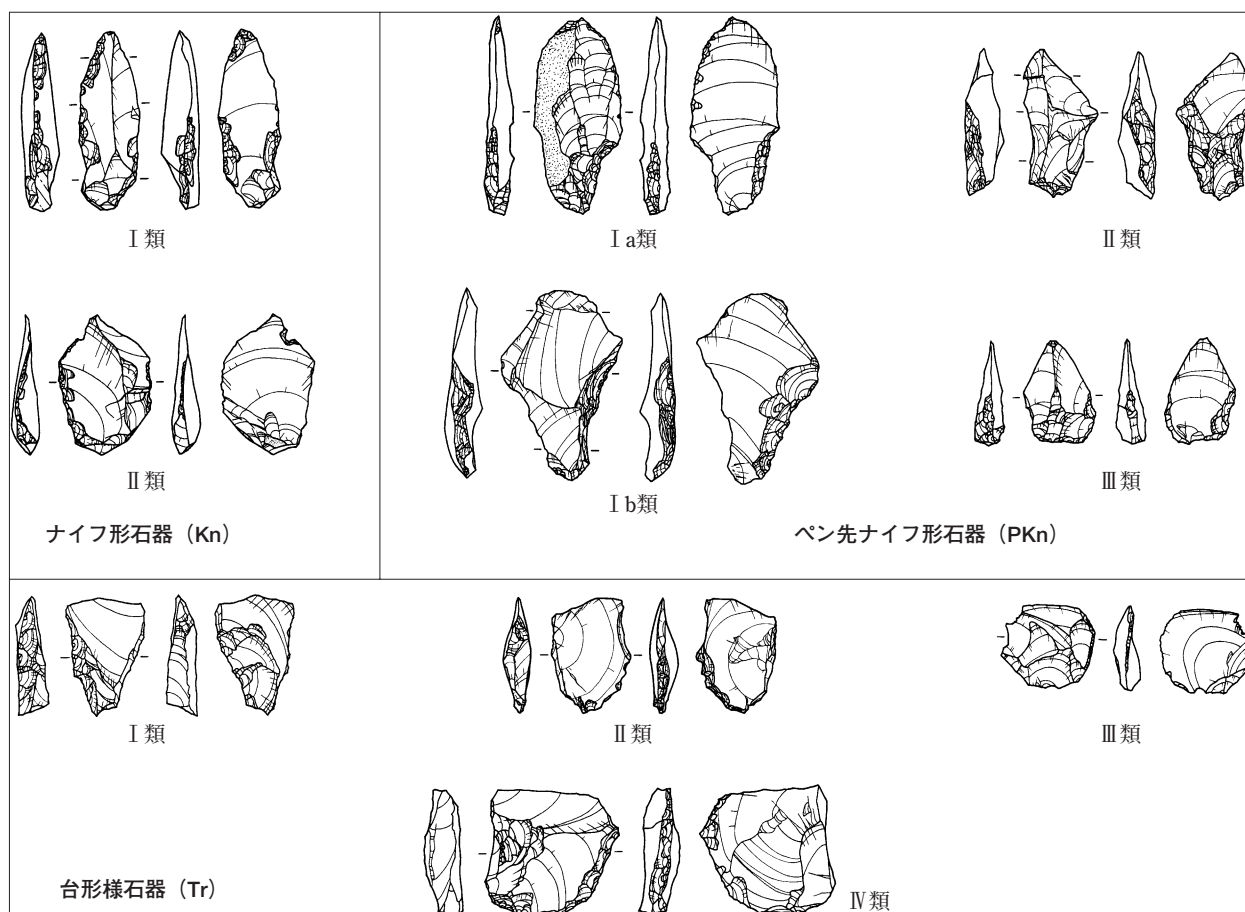 Ⅰ類
Ⅱ類
ナイフ形石器（Kn）
Ⅰa類
Ⅱ類
Ⅰb類
Ⅲ類
ペン先ナイフ形石器（PKn）
Ⅰ類
Ⅱ類
Ⅲ類
台形様石器（Tr）
Ⅳ類